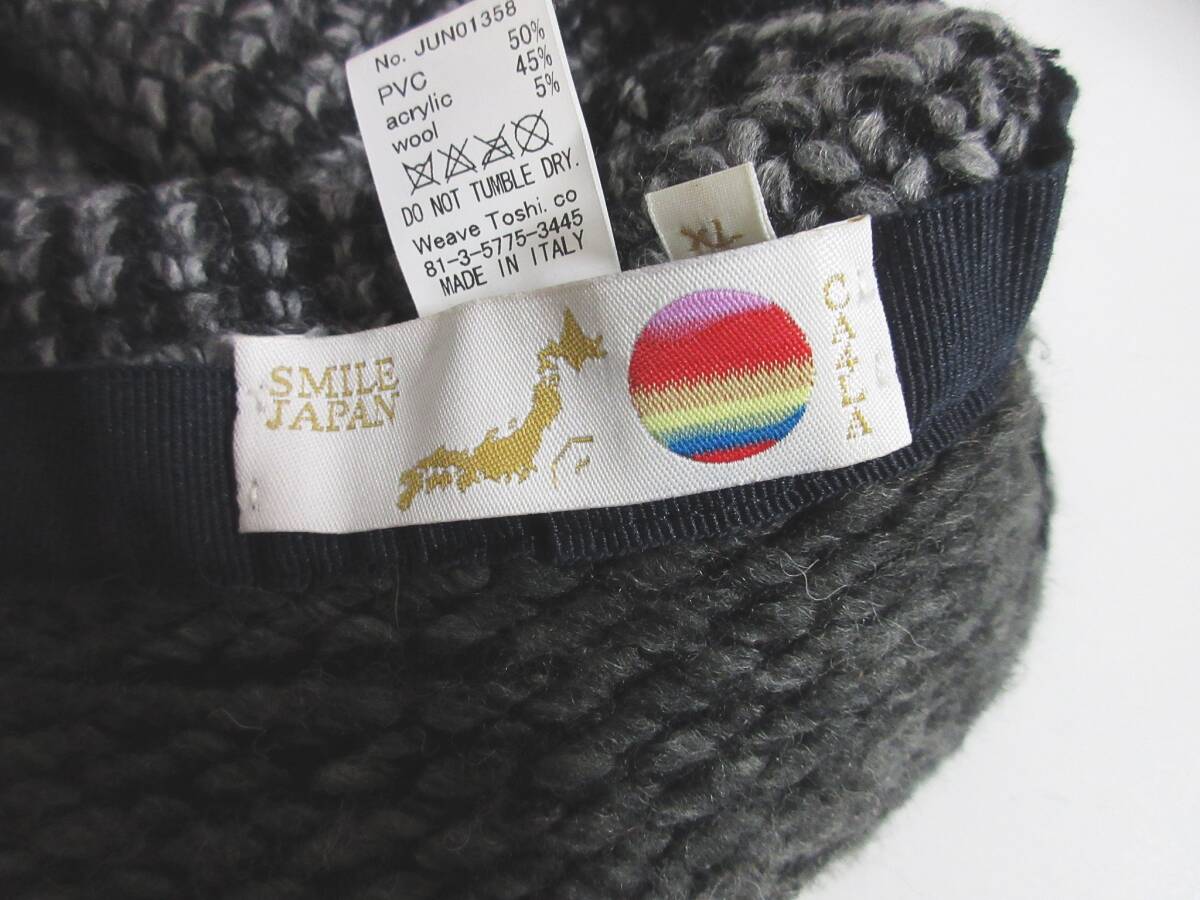 No. JUN01358
PVC 50%
acrylic 45%
wool 5%
DO NOT TUMBLE DRY.
Weave Toshi. co
81-3-5775-3445
MADE IN ITALY
XL
SMILE
JAPAN
CA4LA